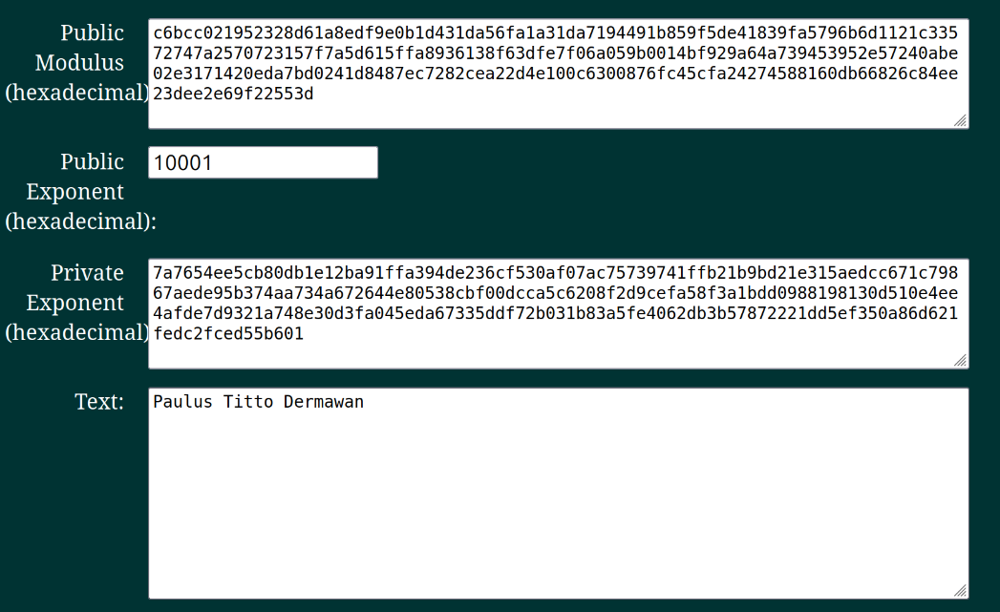 Public
Modulus
(hexadecimal)
c6bcc021952328d61a8edf9e0b1d431da56fa1a31da7194491b859f5de41839fa5796b6d1121c335
72747a2570723157f7a5d615ffa8936138f63dfe7f06a059b0014bf929a64a739453952e57240abe
02e3171420eda7bd0241d8487ec7282cea22d4e100c6300876fc45cfa24274588160db66826c84ee
23dee2e69f22553d
Public
Exponent
(hexadecimal):
10001
Private
Exponent
(hexadecimal)
7a7654ee5cb80db1e12ba91ffa394de236cf530af07ac75739741ffb21b9bd21e315aedcc671c798
67aede95b374aa734a672644e80538cbf00dcca5c6208f2d9cefa58f3a1bdd0988198130d510e4ee
4afde7d9321a748e30d3fa045eda67335ddf72b031b83a5fe4062db3b57872221dd5ef350a86d621
fedc2fced55b601
Text:
Paulus Titto Dermawan